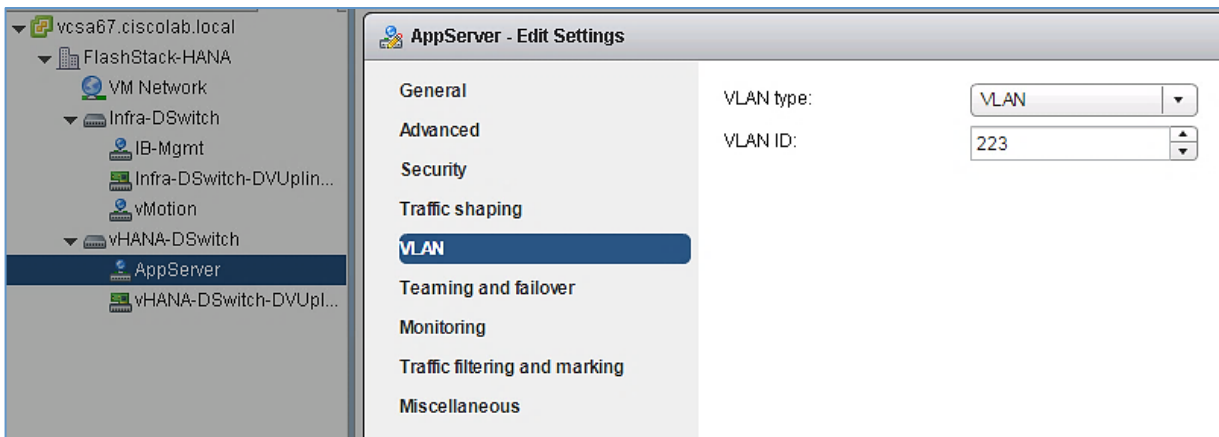 vcsa67.ciscolab.local
FlashStack-HANA
VM Network
Infra-DSwitch
IB-Mgmt
Infra-DSwitch-DVUplin...
vMotion
vHANA-DSwitch
AppServer
vHANA-DSwitch-DVUpl...
AppServer - Edit Settings
General
Advanced
Security
Traffic shaping
VLAN
Teaming and failover
Monitoring
Traffic filtering and marking
Miscellaneous
VLAN type: VLAN
VLAN ID: 223